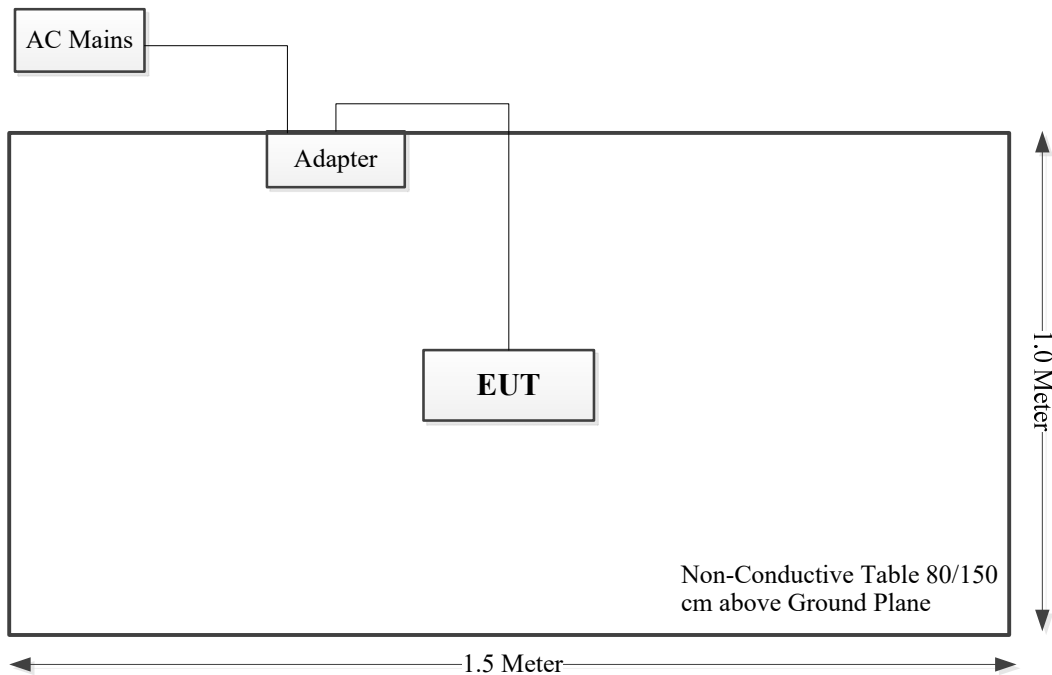 AC Mains
Adapter
EUT
1.0 Meter
Non-Conductive Table 80/150
cm above Ground Plane
1.5 Meter